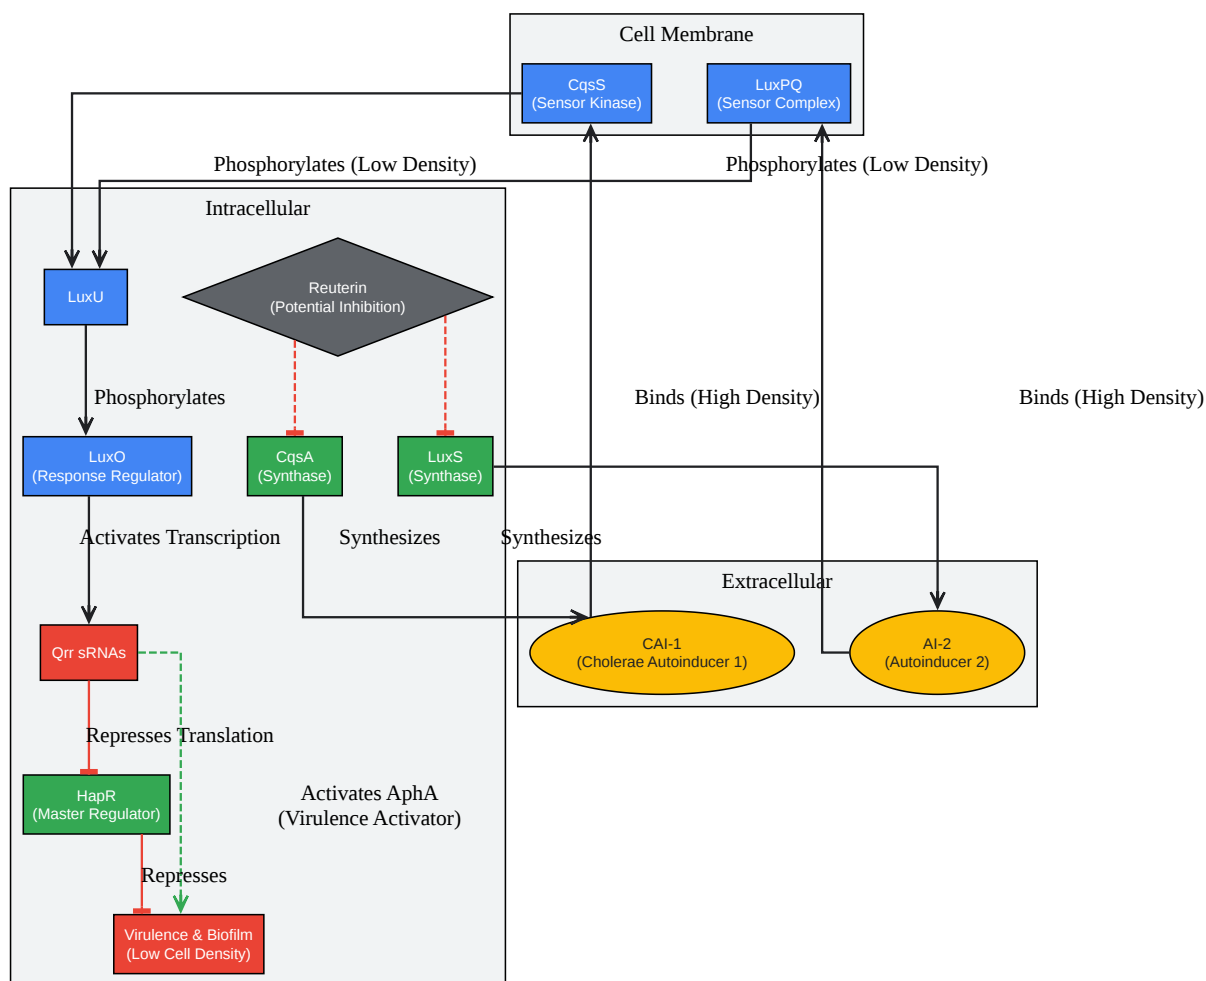 Cell Membrane
CqsS
(Sensor Kinase)
LuxPQ
(Sensor Complex)
Phosphorylates (Low Density)
Phosphorylates (Low Density)
Intracellular
LuxU
Reuterin
(Potential Inhibition)
Phosphorylates
Binds (High Density)
Binds (High Density)
LuxO
(Response Regulator)
CqsA
(Synthase)
LuxS
(Synthase)
Activates Transcription
Synthesizes
Synthesizes
Extracellular
Qrr sRNAs
CAI-1
(Cholerae Autoinducer 1)
AI-2
(Autoinducer 2)
Represses Translation
HapR
(Master Regulator)
Activates AphA
(Virulence Activator)
Represses
Virulence & Biofilm
(Low Cell Density)